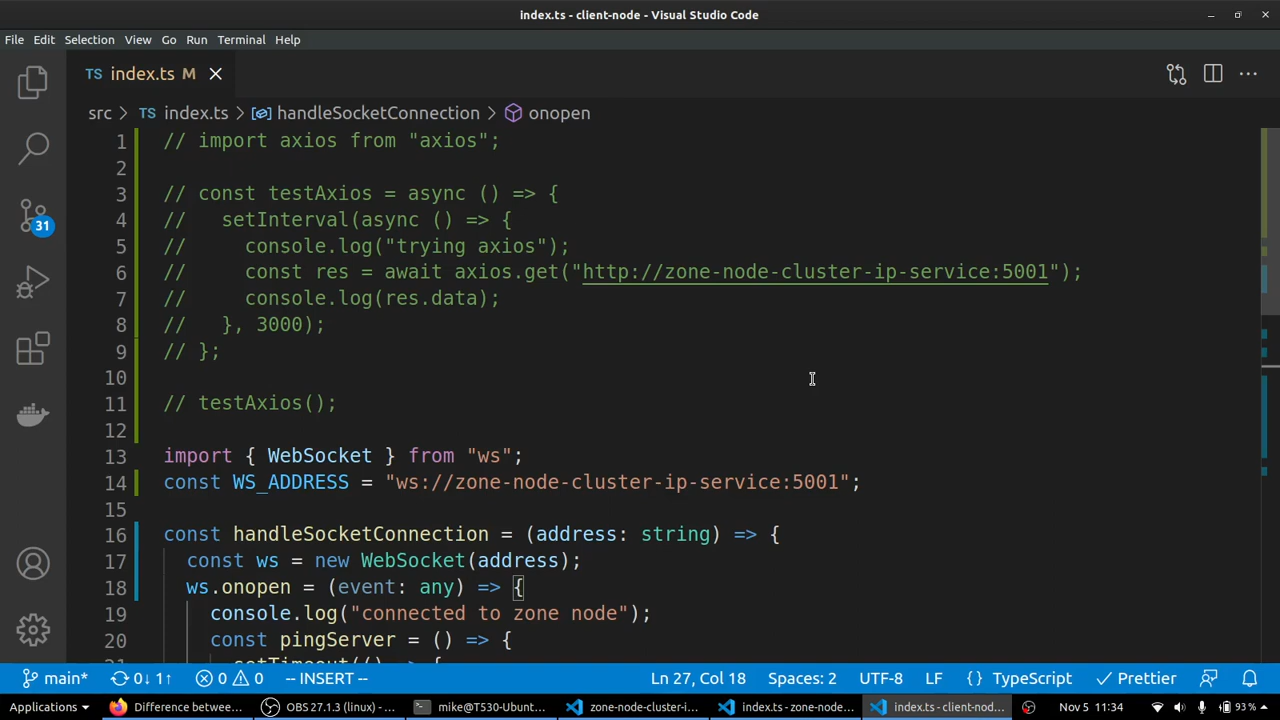 index.ts - client-node - Visual Studio Code
File Edit Selection View Go Run Terminal Help
TS index.ts M
src > TS index.ts > handleSocketConnection > onopen
1 // import axios from "axios";
2
3 // const testAxios = async () => {
4 //   setInterval(async () => {
5 //     console.log("trying axios");
6 //     const res = await axios.get("http://zone-node-cluster-ip-service:5001");
7 //     console.log(res.data);
8 //   }, 3000);
9 // };
10
11 // testAxios();
12
13 import { WebSocket } from "ws";
14 const WS_ADDRESS = "ws://zone-node-cluster-ip-service:5001";
15
16 const handleSocketConnection = (address: string) => {
17   const ws = new WebSocket(address);
18   ws.onopen = (event: any) => {
19     console.log("connected to zone node");
20     const pingServer = () => {
21       setTimeout(() => {
31
main* 0↓ 1↑ 0 0 -- INSERT -- Ln 27, Col 18 Spaces: 2 UTF-8 LF {} TypeScript Prettier
Applications Difference betwee... OBS 27.1.3 (linux) - ... mike@T530-Ubunt... zone-node-cluster-i... index.ts - zone-node... index.ts - client-nod... Nov 5 11:34 93 %